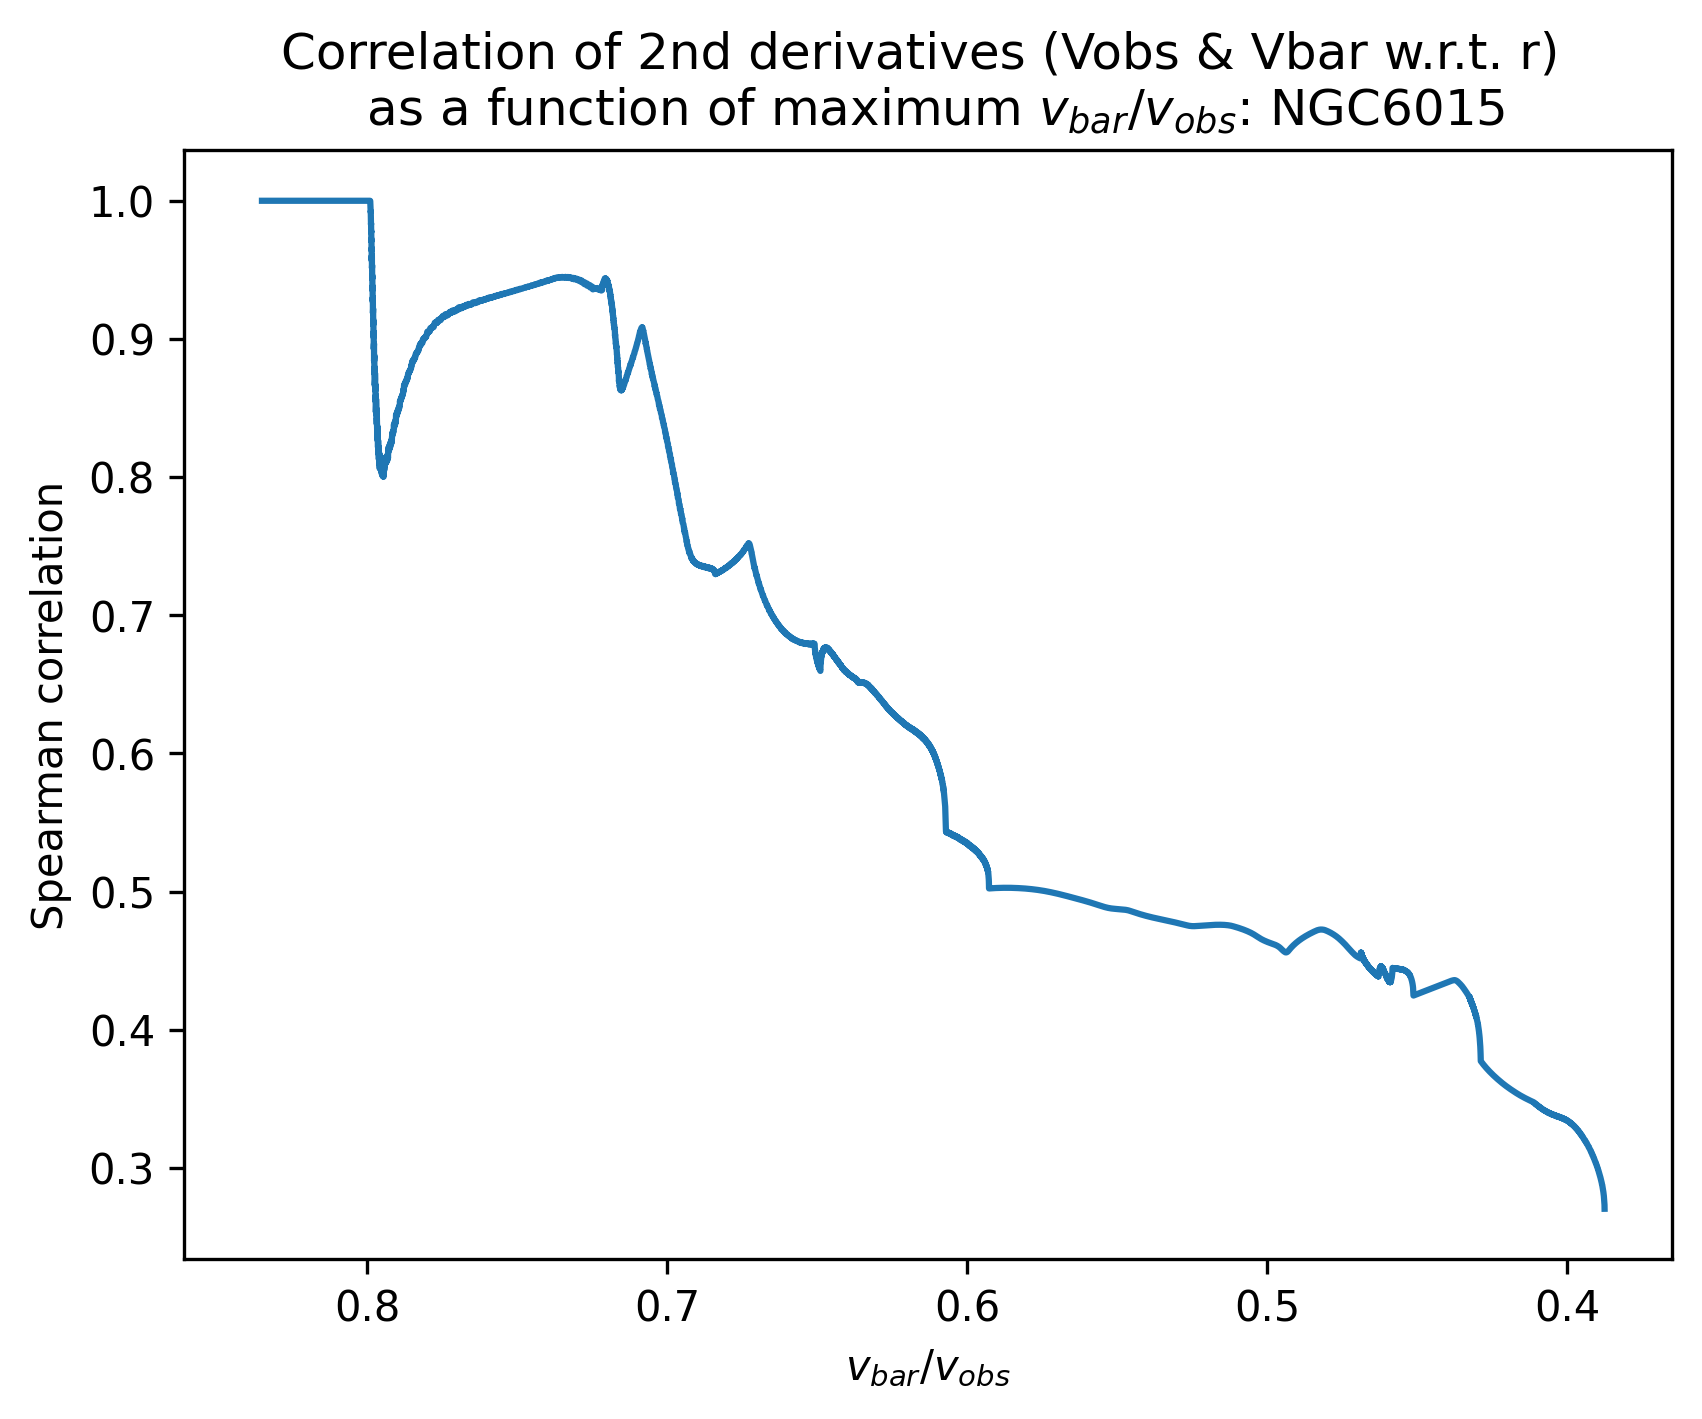 Correlation of 2nd derivatives (Vobs & Vbar w.r.t. r)
as a function of maximum v_bar/v_obs: NGC6015
1.0
0.9
0.8
0.7
0.6
0.5
0.4
0.3
Spearman correlation
0.8 0.7 0.6 0.5 0.4
v_bar/v_obs